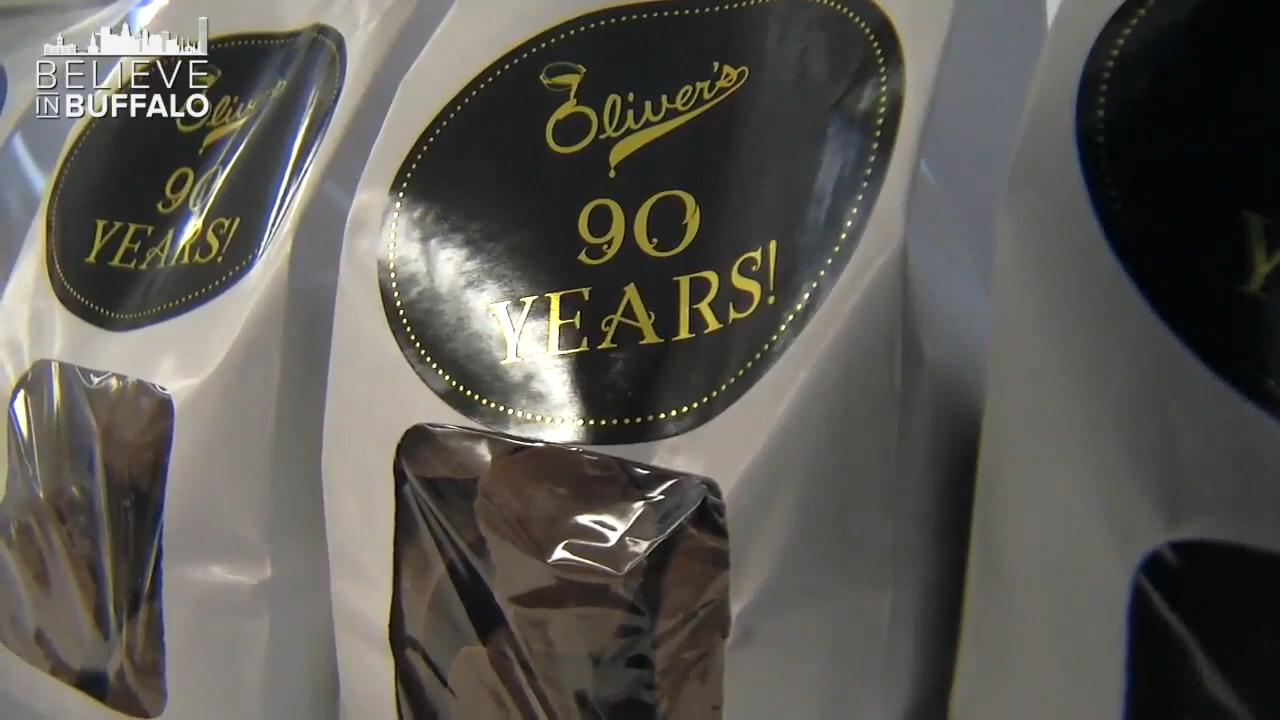 BELIEVE
IN BUFFALO
Oliver's
90
YEARS!
Oliver's
90
YEARS!